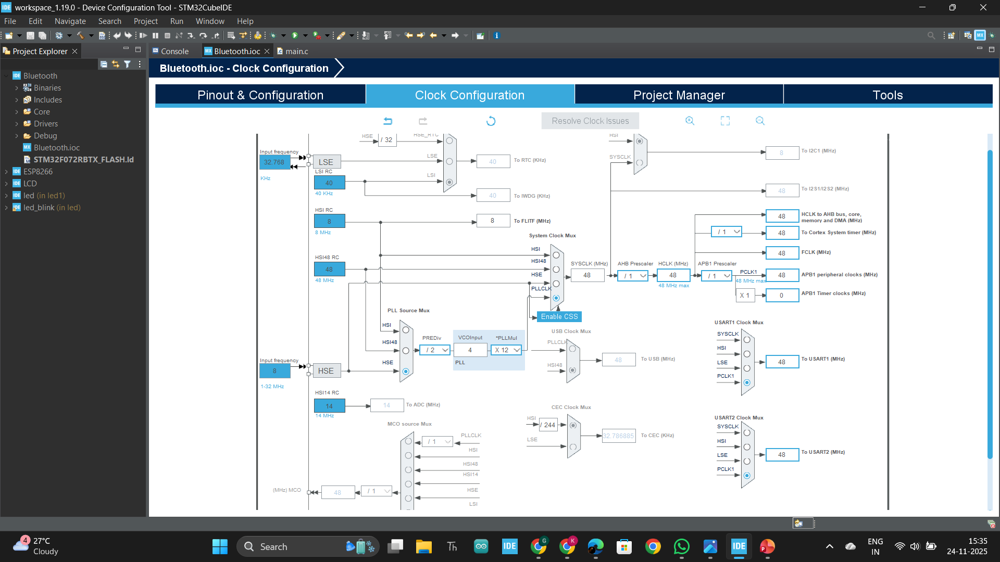 IDE workspace_1.19.0 - Device Configuration Tool - STM32CubeIDE
File Edit Navigate Search Project Run Window Help
Project Explorer
Console
MX Bluetooth.ioc
main.c
IDE Bluetooth
Binaries
Includes
Core
Drivers
Debug
MX Bluetooth.ioc
STM32F072RBTX_FLASH.ld
IDE ESP8266
IDE LCD
IDE led (in led1)
led_blink (in led)
Bluetooth.ioc - Clock Configuration
Pinout & Configuration
Clock Configuration
Project Manager
Tools
Resolve Clock Issues
HSE
/ 32
HSE_RTC
Input frequency
32.768
KHz
LSE
LSE
40
To RTC (KHz)
LSI RC
40
40 KHz
LSI
40
To IWDG (KHz)
HSI RC
8
8 MHz
8
To FLITF (MHz)
HSI48 RC
48
48 MHz
System Clock Mux
HSI
HSI48
HSE
PLLCLK
SYSCLK (MHz)
48
AHB Prescaler
/ 1
HCLK (MHz)
48
48 MHz max
APB1 Prescaler
/ 1
PCLK1
48 MHz max
Enable CSS
HSI
SYSCLK
8
To I2C1 (MHz)
48
To I2S1/I2S2 (MHz)
48
HCLK to AHB bus, core,
memory and DMA (MHz)
/ 1
48
To Cortex System timer (MHz)
48
FCLK (MHz)
48
APB1 peripheral clocks (MHz)
X 1
0
APB1 Timer clocks (MHz)
PLL Source Mux
HSI
HSI48
HSE
PREDiv
/ 2
VCOInput
4
*PLLMul
X 12
PLL
Input frequency
8
1-32 MHz
HSE
HSI14 RC
14
14 MHz
14
To ADC (MHz)
USB Clock Mux
PLLCLK
HSI48
48
To USB (MHz)
CEC Clock Mux
HSI
/ 244
LSE
32.786885
To CEC (KHz)
MCO source Mux
/ 1
PLLCLK
HSI
HSI48
HSI14
HSE
LSI
(MHz) MCO
48
/ 1
USART1 Clock Mux
SYSCLK
HSI
LSE
PCLK1
48
To USART1 (MHz)
USART2 Clock Mux
SYSCLK
HSI
LSE
PCLK1
48
To USART2 (MHz)
4
27°C
Cloudy
Search
Th
IDE
G
K
IDE
P
ENG
IN
15:35
24-11-2025